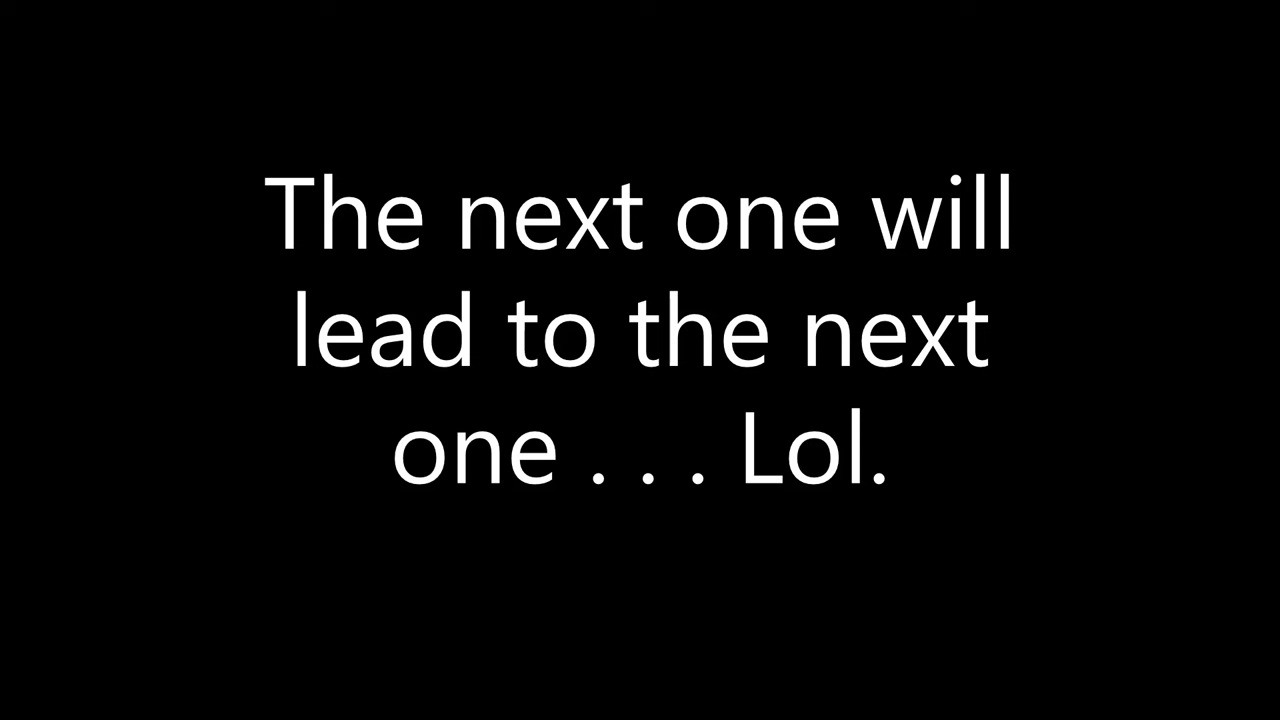 The next one will
lead to the next
one . . . Lol.